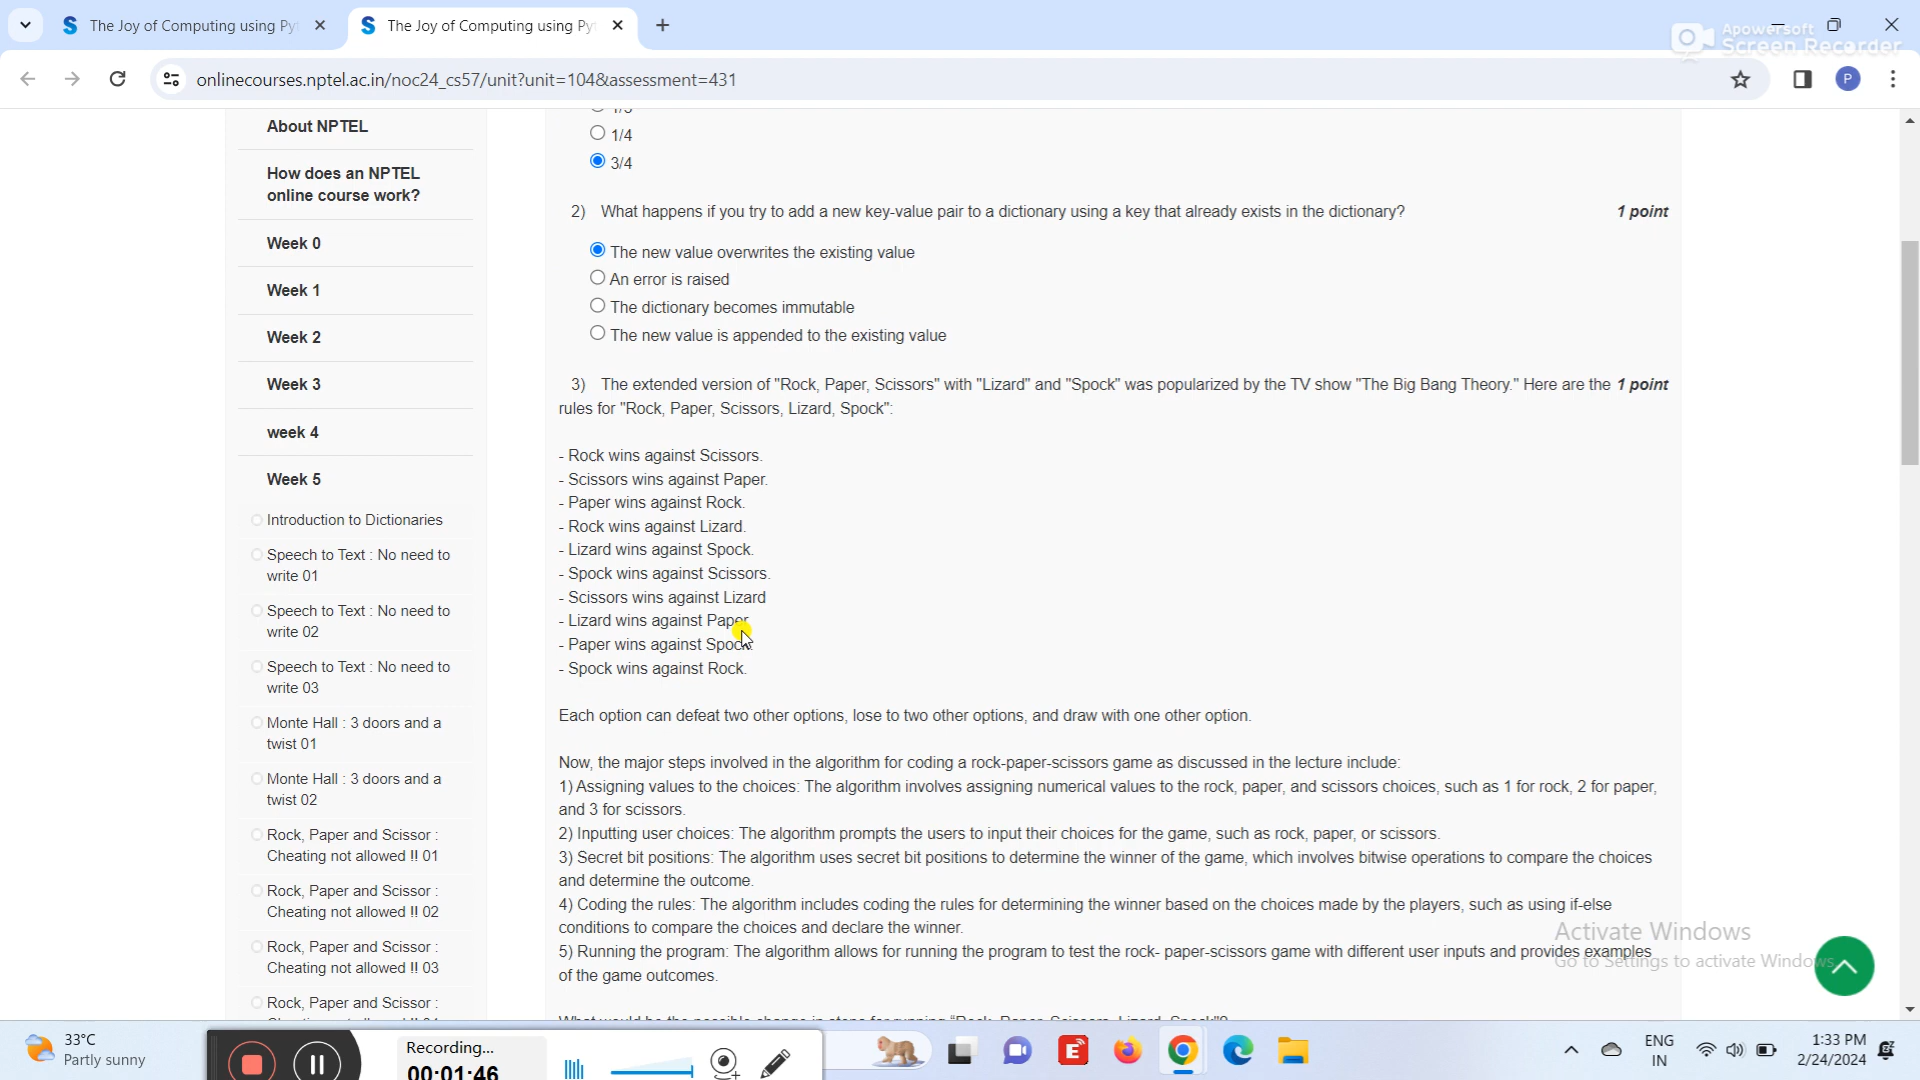 The Joy of Computing using Py
The Joy of Computing using Py
Apowersoft
Screen Recorder
onlinecourses.nptel.ac.in/noc24_cs57/unit?unit=104&assessment=431
P
About NPTEL
How does an NPTEL
online course work?
Week 0
Week 1
Week 2
Week 3
week 4
Week 5
Introduction to Dictionaries
Speech to Text : No need to
write 01
Speech to Text : No need to
write 02
Speech to Text : No need to
write 03
Monte Hall : 3 doors and a
twist 01
Monte Hall : 3 doors and a
twist 02
Rock, Paper and Scissor :
Cheating not allowed !! 01
Rock, Paper and Scissor :
Cheating not allowed !! 02
Rock, Paper and Scissor :
Cheating not allowed !! 03
Rock, Paper and Scissor :
1/4
3/4
2) What happens if you try to add a new key-value pair to a dictionary using a key that already exists in the dictionary? 1 point
The new value overwrites the existing value
An error is raised
The dictionary becomes immutable
The new value is appended to the existing value
3) The extended version of "Rock, Paper, Scissors" with "Lizard" and "Spock" was popularized by the TV show "The Big Bang Theory." Here are the 1 point
rules for "Rock, Paper, Scissors, Lizard, Spock":
- Rock wins against Scissors.
- Scissors wins against Paper.
- Paper wins against Rock.
- Rock wins against Lizard.
- Lizard wins against Spock.
- Spock wins against Scissors.
- Scissors wins against Lizard
- Lizard wins against Paper
- Paper wins against Spock.
- Spock wins against Rock.
Each option can defeat two other options, lose to two other options, and draw with one other option.
Now, the major steps involved in the algorithm for coding a rock-paper-scissors game as discussed in the lecture include:
1) Assigning values to the choices: The algorithm involves assigning numerical values to the rock, paper, and scissors choices, such as 1 for rock, 2 for paper,
and 3 for scissors.
2) Inputting user choices: The algorithm prompts the users to input their choices for the game, such as rock, paper, or scissors.
3) Secret bit positions: The algorithm uses secret bit positions to determine the winner of the game, which involves bitwise operations to compare the choices
and determine the outcome.
4) Coding the rules: The algorithm includes coding the rules for determining the winner based on the choices made by the players, such as using if-else
conditions to compare the choices and declare the winner.
5) Running the program: The algorithm allows for running the program to test the rock- paper-scissors game with different user inputs and provides examples
of the game outcomes.
What would be the possible change in steps for running "Rock, Paper, Scissors, Lizard, Spock"?
Activate Windows
Go to Settings to activate Windows.
33°C
Partly sunny
Recording...
00:01:46
ENG
IN
1:33 PM
2/24/2024